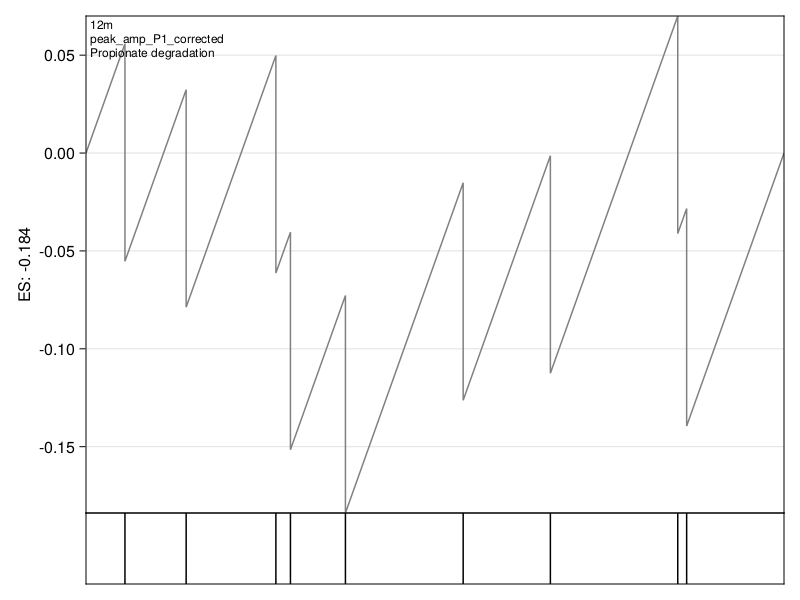 12m
peak_amp_P1_corrected
Propionate degradation
0.05
0.00
-0.05
-0.10
-0.15
ES: -0.184